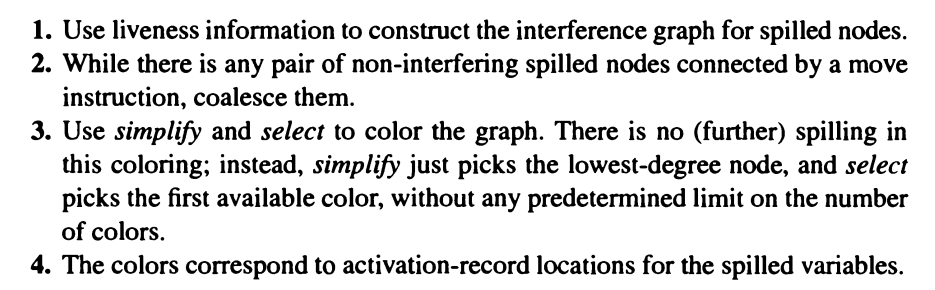 1. Use liveness information to construct the interference graph for spilled nodes.
2. While there is any pair of non-interfering spilled nodes connected by a move
instruction, coalesce them.
3. Use simplify and select to color the graph. There is no (further) spilling in
this coloring; instead, simplify just picks the lowest-degree node, and select
picks the first available color, without any predetermined limit on the number
of colors.
4. The colors correspond to activation-record locations for the spilled variables.